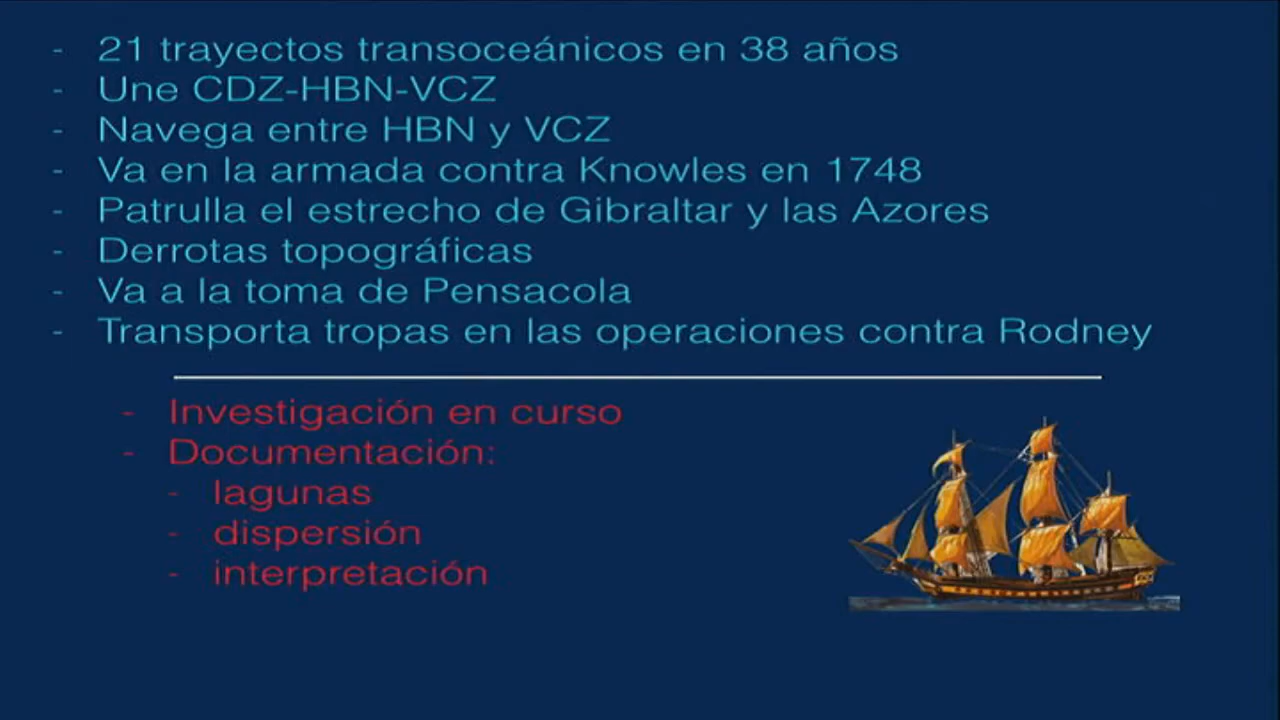 - 21 trayectos transoceánicos en 38 años
- Une CDZ-HBN-VCZ
- Navega entre HBN y VCZ
- Va en la armada contra Knowles en 1748
- Patrulla el estrecho de Gibraltar y las Azores
- Derrotas topográficas
- Va a la toma de Pensacola
- Transporta tropas en las operaciones contra Rodney
- Investigación en curso
- Documentación:
- lagunas
- dispersión
- interpretación